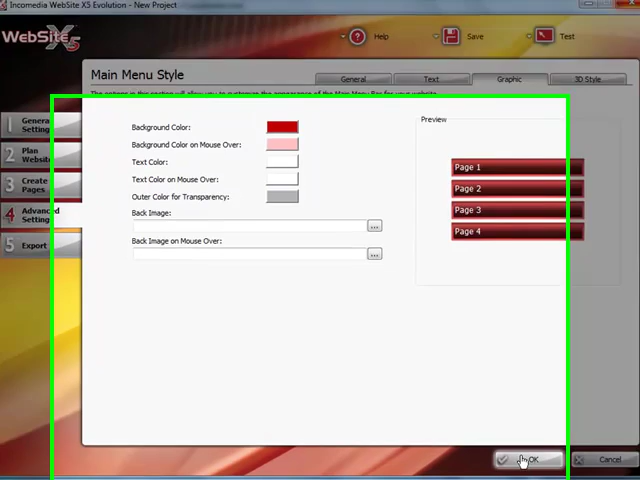 Incomedia WebSite X5 Evolution - New Project
WebSite X5
Help
Save
Test
Main Menu Style
General
Text
Graphic
3D Style
The options in this section will allow you to customize the appearance of the Main Menu Bar for your website.
1 General
Setting
2 Plan
Website
3 Create
Pages
4 Advanced
Setting
5 Export
Background Color:
Background Color on Mouse Over:
Text Color:
Text Color on Mouse Over:
Outer Color for Transparency:
Back Image:
...
Back Image on Mouse Over:
...
Preview
Page 1
Page 2
Page 3
Page 4
OK
Cancel